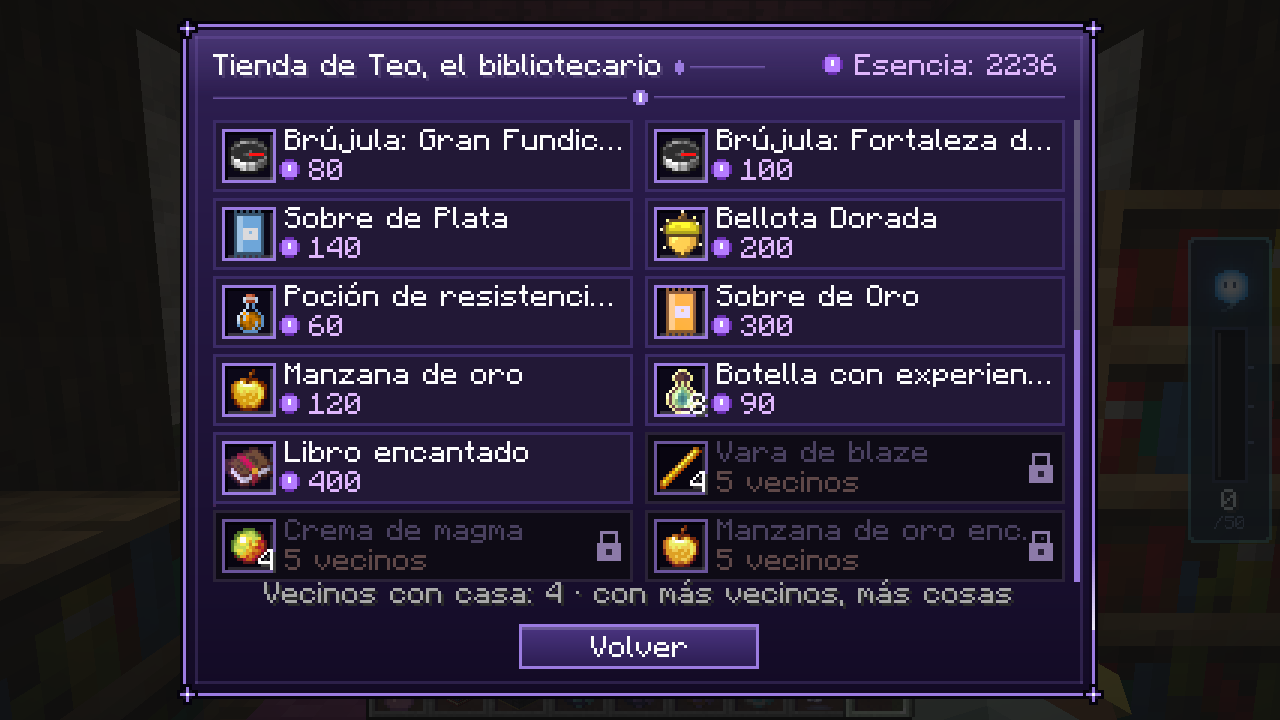 Tienda de Teo, el bibliotecario
Esencia: 2236
Brújula: Gran Fundic...
80
Brújula: Fortaleza d...
100
Sobre de Plata
140
Bellota Dorada
200
Poción de resistenci...
60
Sobre de Oro
300
Manzana de oro
120
Botella con experien...
8
90
Libro encantado
400
Vara de blaze
4
5 vecinos
Crema de magma
4
5 vecinos
Manzana de oro enc.
5 vecinos
Vecinos con casa: 4 · con más vecinos, más cosas
Volver
0
/50